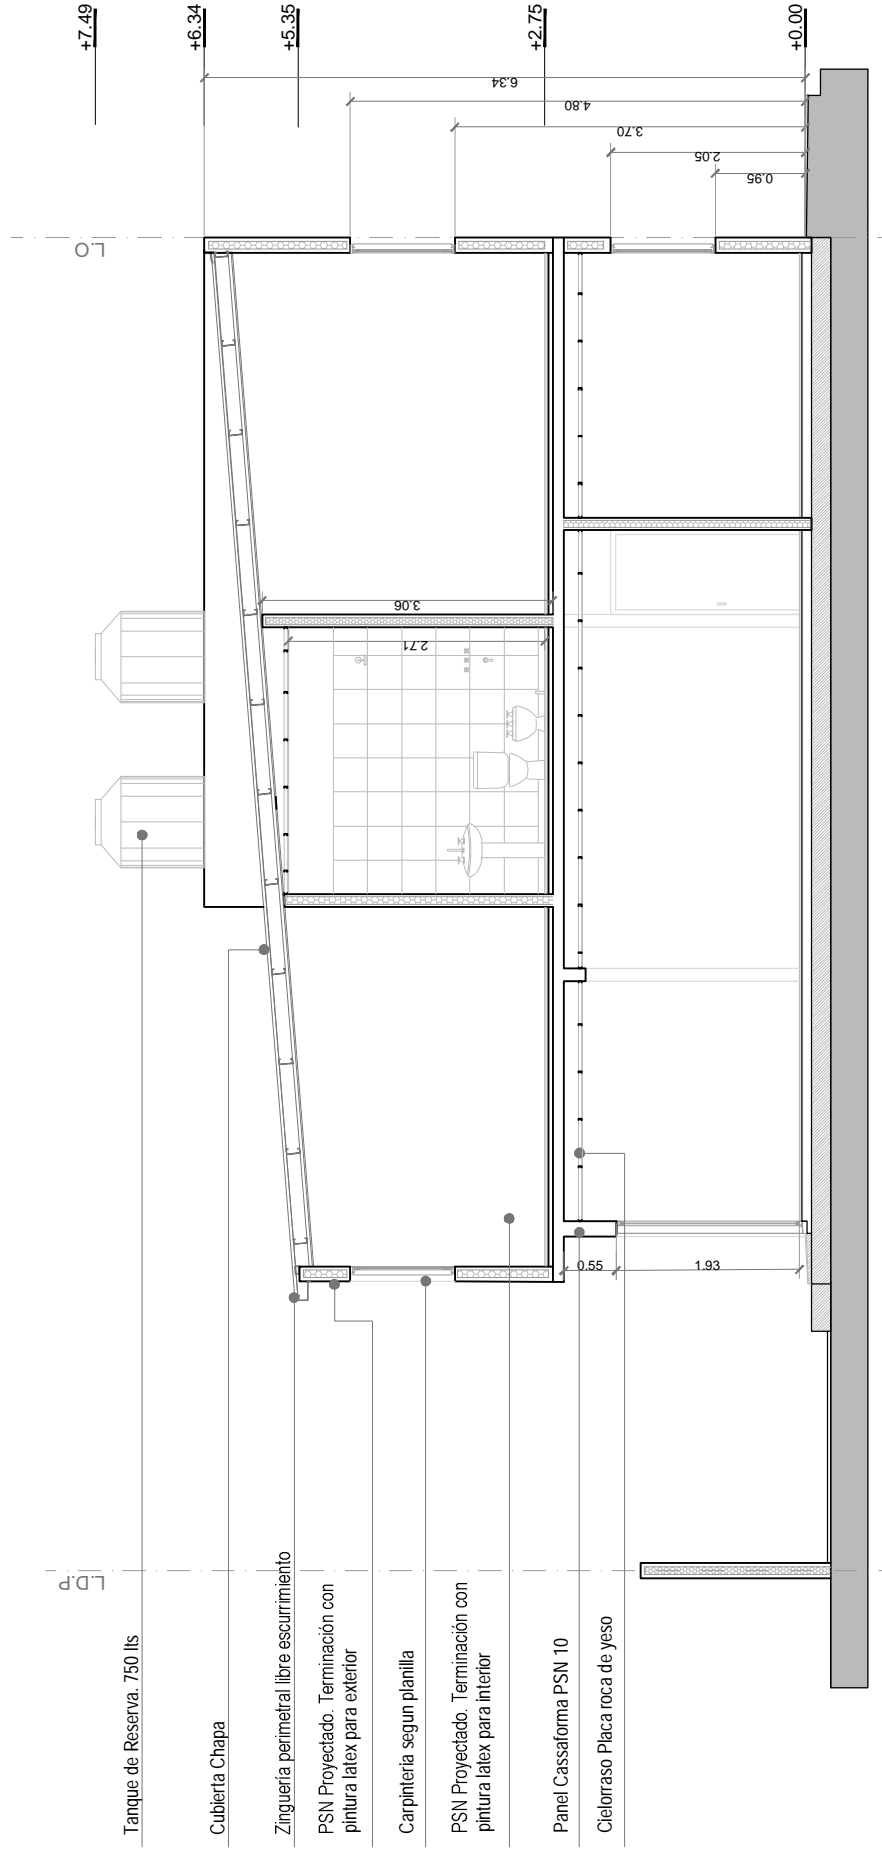 +7.49
+6.34
+5.35
+2.75
+0.00
6.34
4.80
3.70
2.05
0.95
L.O
3.06
2.71
0.55
1.93
L.D.P
Tanque de Reserva. 750 lts
Cubierta Chapa
Zinguería perimetral libre escurrimiento
PSN Proyectado. Terminación con
pintura latex para exterior
Carpinteria segun planilla
PSN Proyectado. Terminación con
pintura latex para interior
Panel Cassaforma PSN 10
Cielorraso Placa roca de yeso